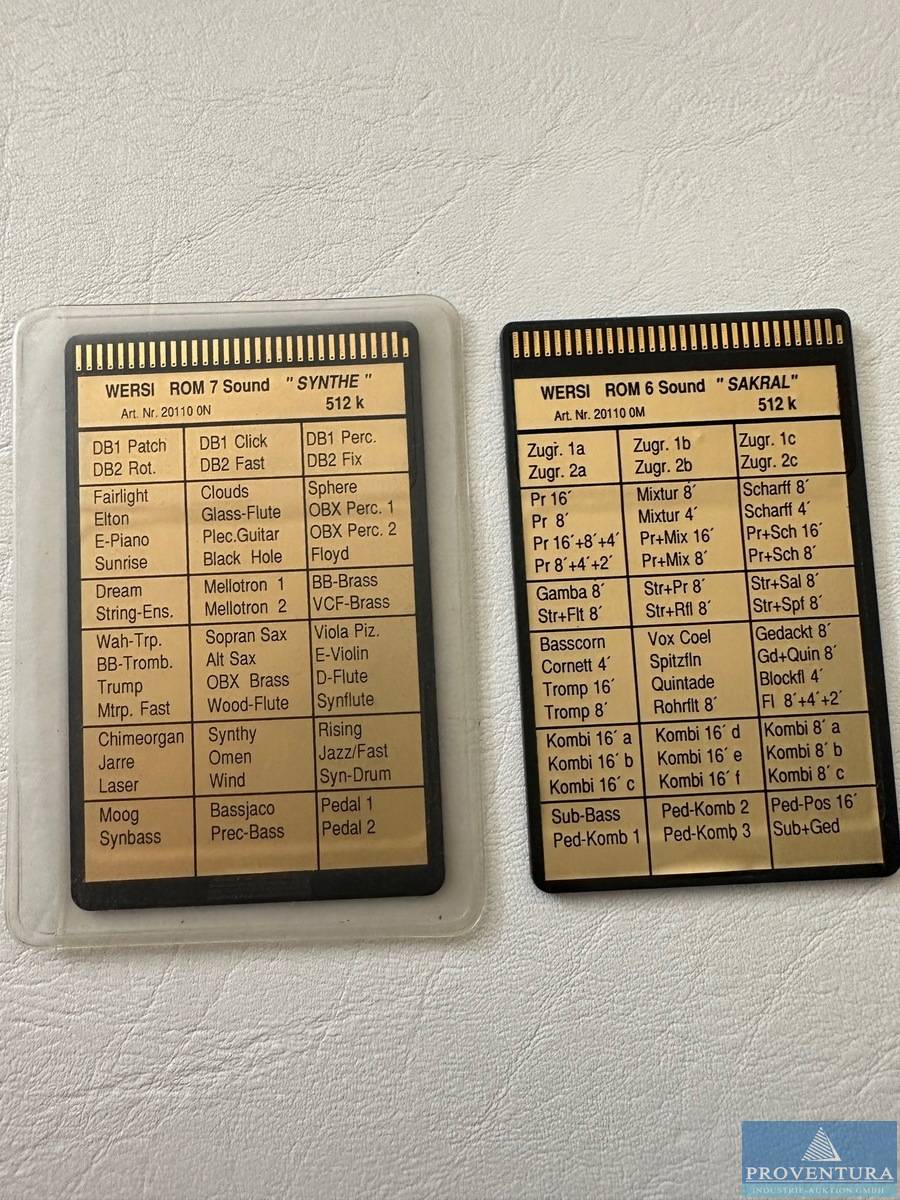 WERSI ROM 7 Sound " SYNTHE "
Art. Nr. 20110 0N 512 k
DB1 Patch DB1 Click DB1 Perc.
DB2 Rot. DB2 Fast DB2 Fix
Fairlight Clouds Sphere
Elton Glass-Flute OBX Perc. 1
E-Piano Plec.Guitar OBX Perc. 2
Sunrise Black Hole Floyd
Dream Mellotron 1 BB-Brass
String-Ens. Mellotron 2 VCF-Brass
Wah-Trp. Sopran Sax Viola Piz.
BB-Tromb. Alt Sax E-Violin
Trump OBX Brass D-Flute
Mtrp. Fast Wood-Flute Synflute
Chimeorgan Synthy Rising
Jarre Omen Jazz/Fast
Laser Wind Syn-Drum
Moog Bassjaco Pedal 1
Synbass Prec-Bass Pedal 2
WERSI ROM 6 Sound " SAKRAL"
Art. Nr. 20110 0M 512 k
Zugr. 1a Zugr. 1b Zugr. 1c
Zugr. 2a Zugr. 2b Zugr. 2c
Pr 16´ Mixtur 8´ Scharff 8´
Pr 8´ Mixtur 4´ Scharff 4´
Pr 16´+8´+4´ Pr+Mix 16´ Pr+Sch 16´
Pr 8´+4´+2´ Pr+Mix 8´ Pr+Sch 8´
Gamba 8´ Str+Pr 8´ Str+Sal 8´
Str+Flt 8´ Str+Rfl 8´ Str+Spf 8´
Basscorn Vox Coel Gedackt 8´
Cornett 4´ Spitzfln Gd+Quin 8´
Tromp 16´ Quintade Blockfl 4´
Tromp 8´ Rohrflt 8´ Fl 8´+4´+2´
Kombi 16´ a Kombi 16´ d Kombi 8´ a
Kombi 16´ b Kombi 16´ e Kombi 8´ b
Kombi 16´ c Kombi 16´ f Kombi 8´ c
Sub-Bass Ped-Komb 2 Ped-Pos 16´
Ped-Komb 1 Ped-Komb 3 Sub+Ged
PROVENTURA
INDUSTRIE-AUKTION GMBH